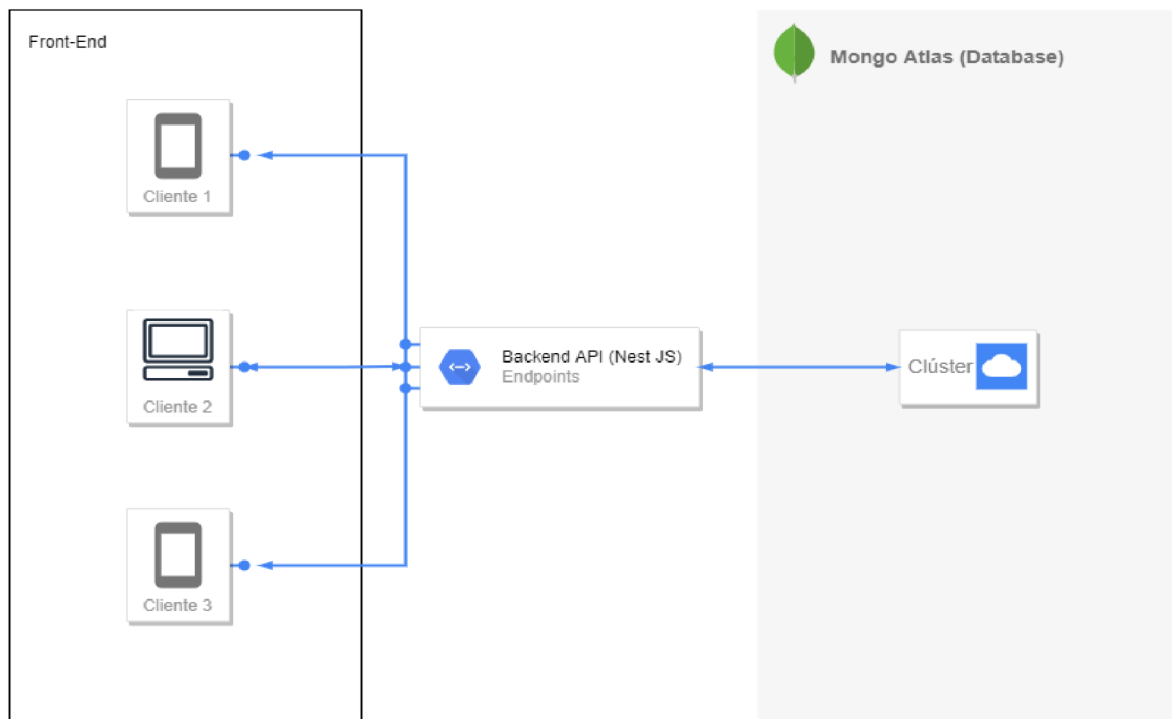 Front-End
Mongo Atlas (Database)
Cliente 1
Cliente 2
Backend API (Nest JS)
Endpoints
Clúster
Cliente 3